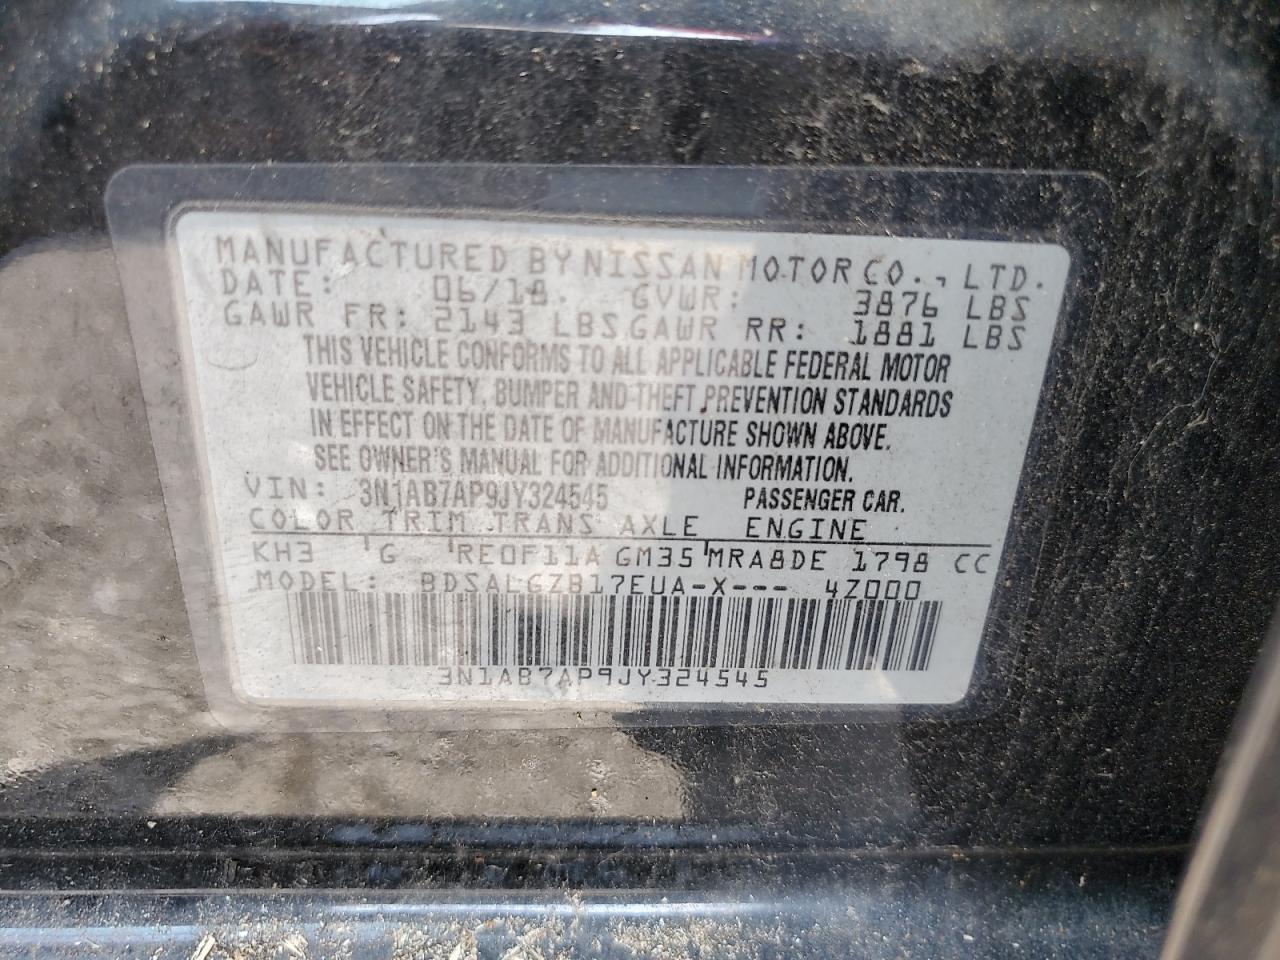 MANUFACTURED BY NISSAN MOTOR CO., LTD.
DATE: 06/18. GVWR: 3876 LBS
GAWR FR: 2143 LBS GAWR RR: 1881 LBS
THIS VEHICLE CONFORMS TO ALL APPLICABLE FEDERAL MOTOR
VEHICLE SAFETY, BUMPER AND THEFT PREVENTION STANDARDS
IN EFFECT ON THE DATE OF MANUFACTURE SHOWN ABOVE.
SEE OWNER'S MANUAL FOR ADDITIONAL INFORMATION.
VIN: 3N1AB7AP9JY324545 PASSENGER CAR.
COLOR TRIM TRANS AXLE ENGINE
KH3 G RE0F11A GM35 MRA8DE 1798 CC
MODEL: BDSALGZB17EUA-X--- 4Z000
3N1AB7AP9JY324545